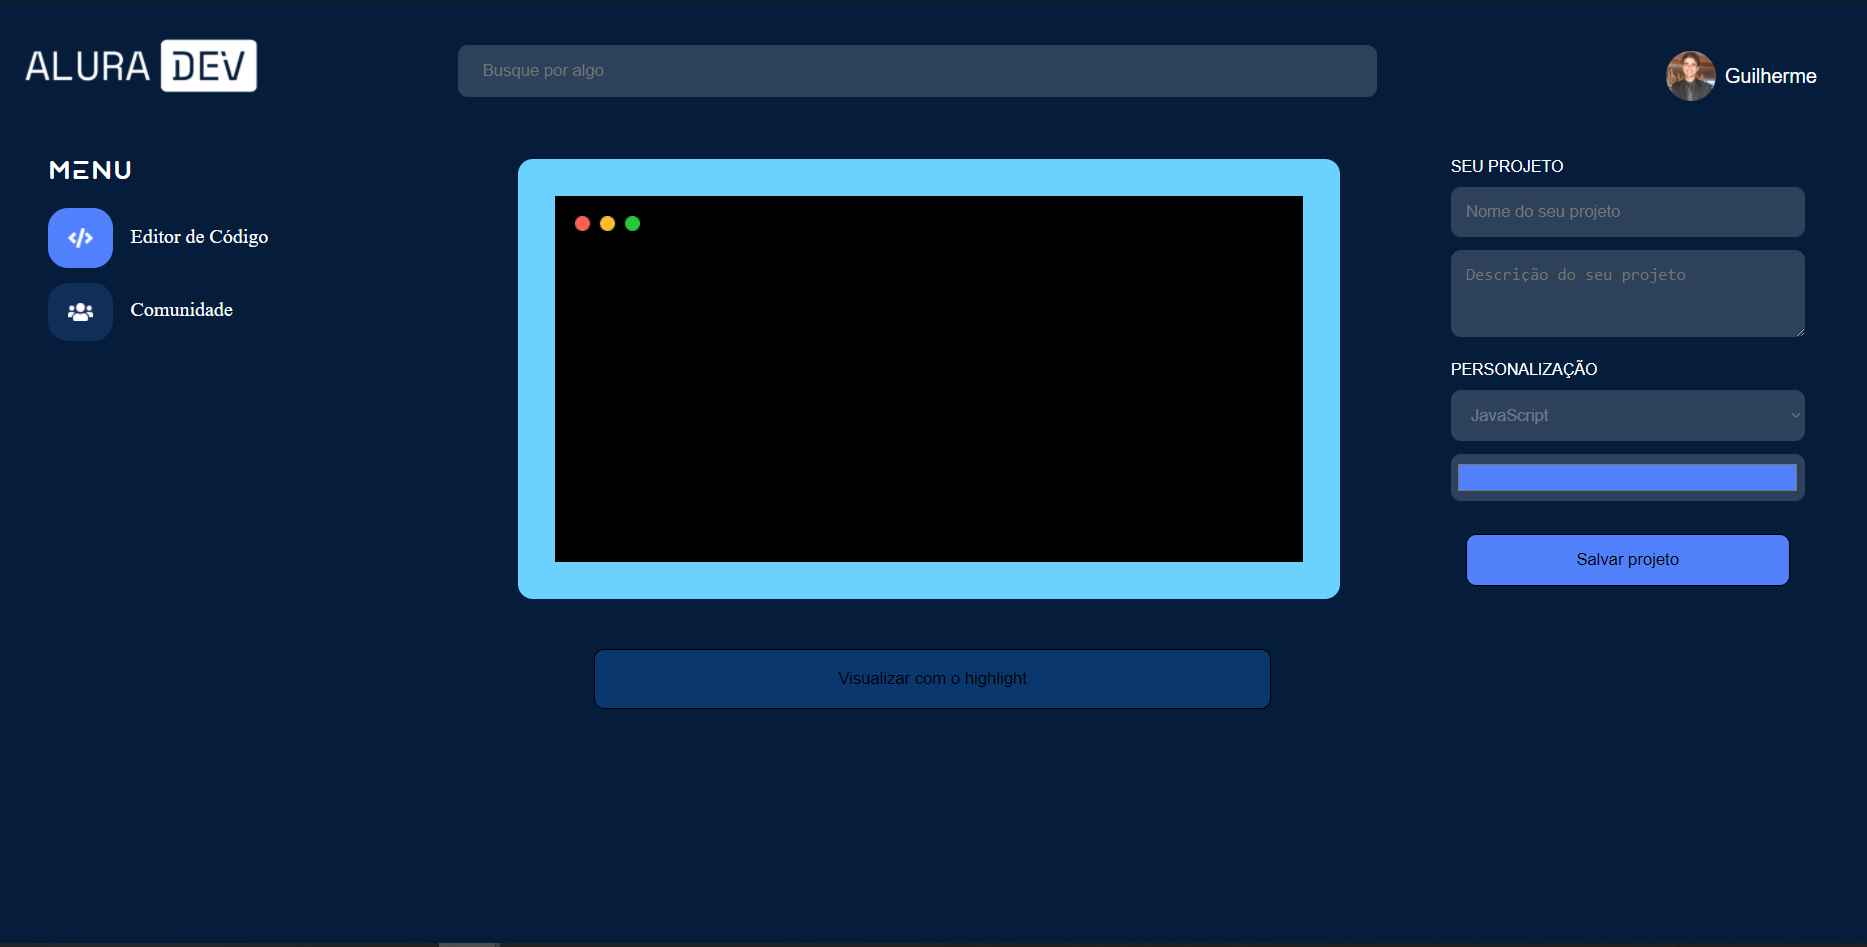 ALURA DEV
Busque por algo
Guilherme
MENU
Editor de Código
Comunidade
SEU PROJETO
Nome do seu projeto
Descrição do seu projeto
PERSONALIZAÇÃO
JavaScript
Salvar projeto
Visualizar com o highlight